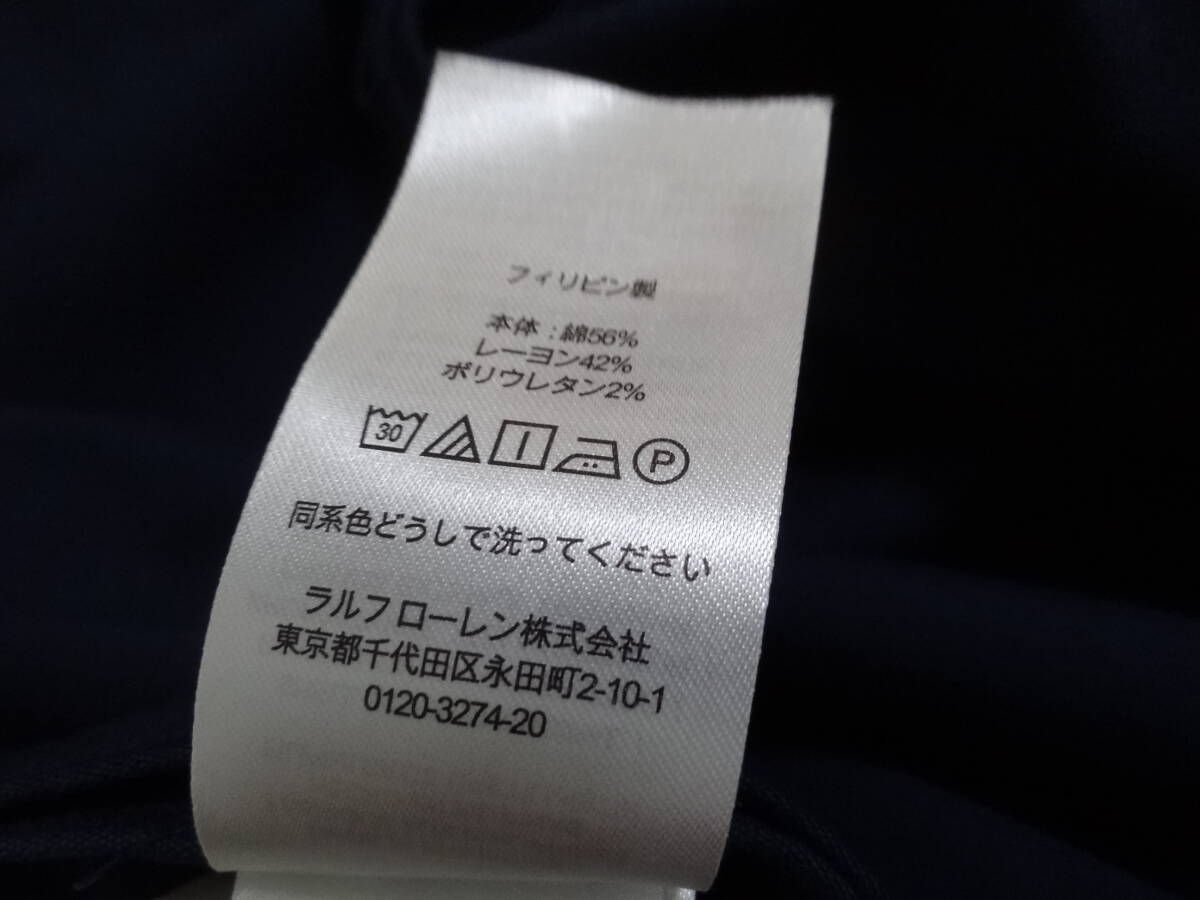 フィリピン製
本体：綿56%
レーヨン42%
ポリウレタン2%
30 P
同系色どうしで洗ってください
ラルフローレン株式会社
東京都千代田区永田町2-10-1
0120-3274-20